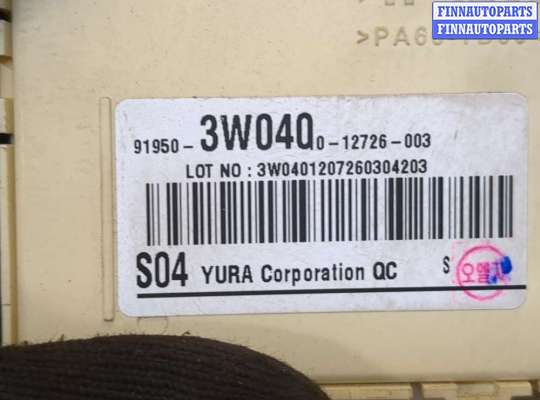 FINNAUTOPARTS
FINNAUTOPARTS
91950-3W040 0-12726-003
LOT NO : 3W0401207260304203
S04 YURA Corporation QC S